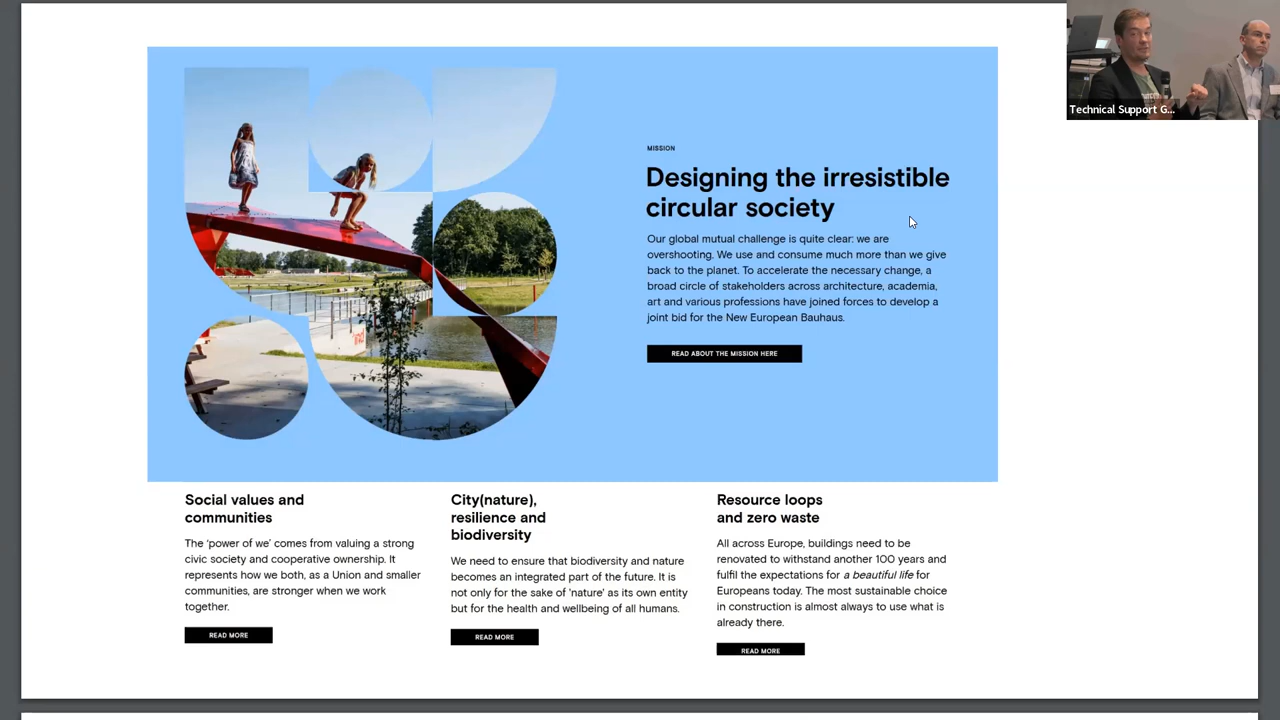 Technical Support G...
MISSION
Designing the irresistible
circular society
Our global mutual challenge is quite clear: we are
overshooting. We use and consume much more than we give
back to the planet. To accelerate the necessary change, a
broad circle of stakeholders across architecture, academia,
art and various professions have joined forces to develop a
joint bid for the New European Bauhaus.
READ ABOUT THE MISSION HERE
Social values and
communities
The ‘power of we’ comes from valuing a strong
civic society and cooperative ownership. It
represents how we both, as a Union and smaller
communities, are stronger when we work
together.
READ MORE
City(nature),
resilience and
biodiversity
We need to ensure that biodiversity and nature
becomes an integrated part of the future. It is
not only for the sake of 'nature' as its own entity
but for the health and wellbeing of all humans.
READ MORE
Resource loops
and zero waste
All across Europe, buildings need to be
renovated to withstand another 100 years and
fulfil the expectations for a beautiful life for
Europeans today. The most sustainable choice
in construction is almost always to use what is
already there.
READ MORE